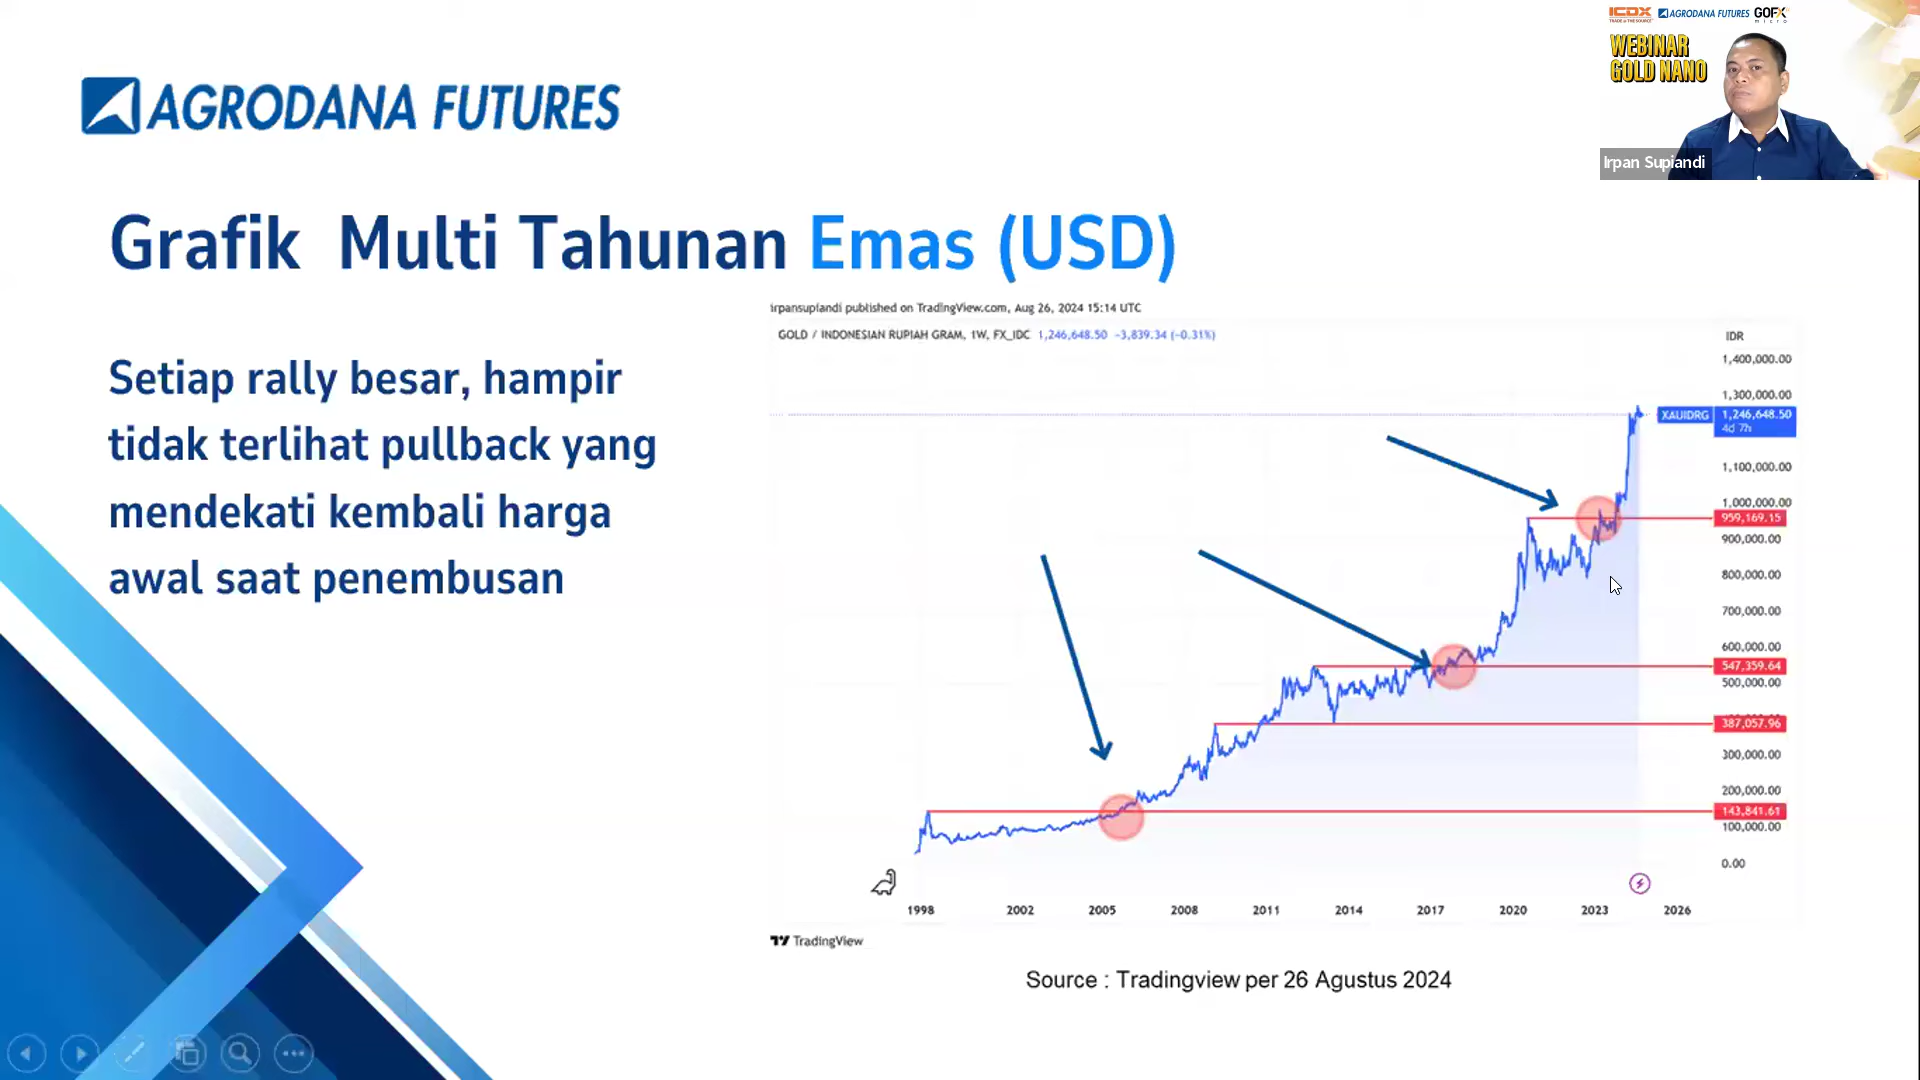 ICDX
TRADE @ THE SOURCE
AGRODANA FUTURES
GOFX
micro
WEBINAR
GOLD NANO
Irpan Supiandi
AGRODANA FUTURES
Grafik Multi Tahunan Emas (USD)
Setiap rally besar, hampir
tidak terlihat pullback yang
mendekati kembali harga
awal saat penembusan
irpansupiandi published on TradingView.com, Aug 26, 2024 15:14 UTC
GOLD / INDONESIAN RUPIAH GRAM, 1W, FX_IDC 1,246,648.50 -3,839.34 (-0.31%)
IDR
1,400,000.00
1,300,000.00
XAUIDRG 1,246,648.50
4d 7h
1,100,000.00
1,000,000.00
959,169.15
900,000.00
800,000.00
700,000.00
600,000.00
547,359.64
500,000.00
387,057.96
300,000.00
200,000.00
143,841.61
100,000.00
0.00
1998 2002 2005 2008 2011 2014 2017 2020 2023 2026
TradingView
Source : Tradingview per 26 Agustus 2024